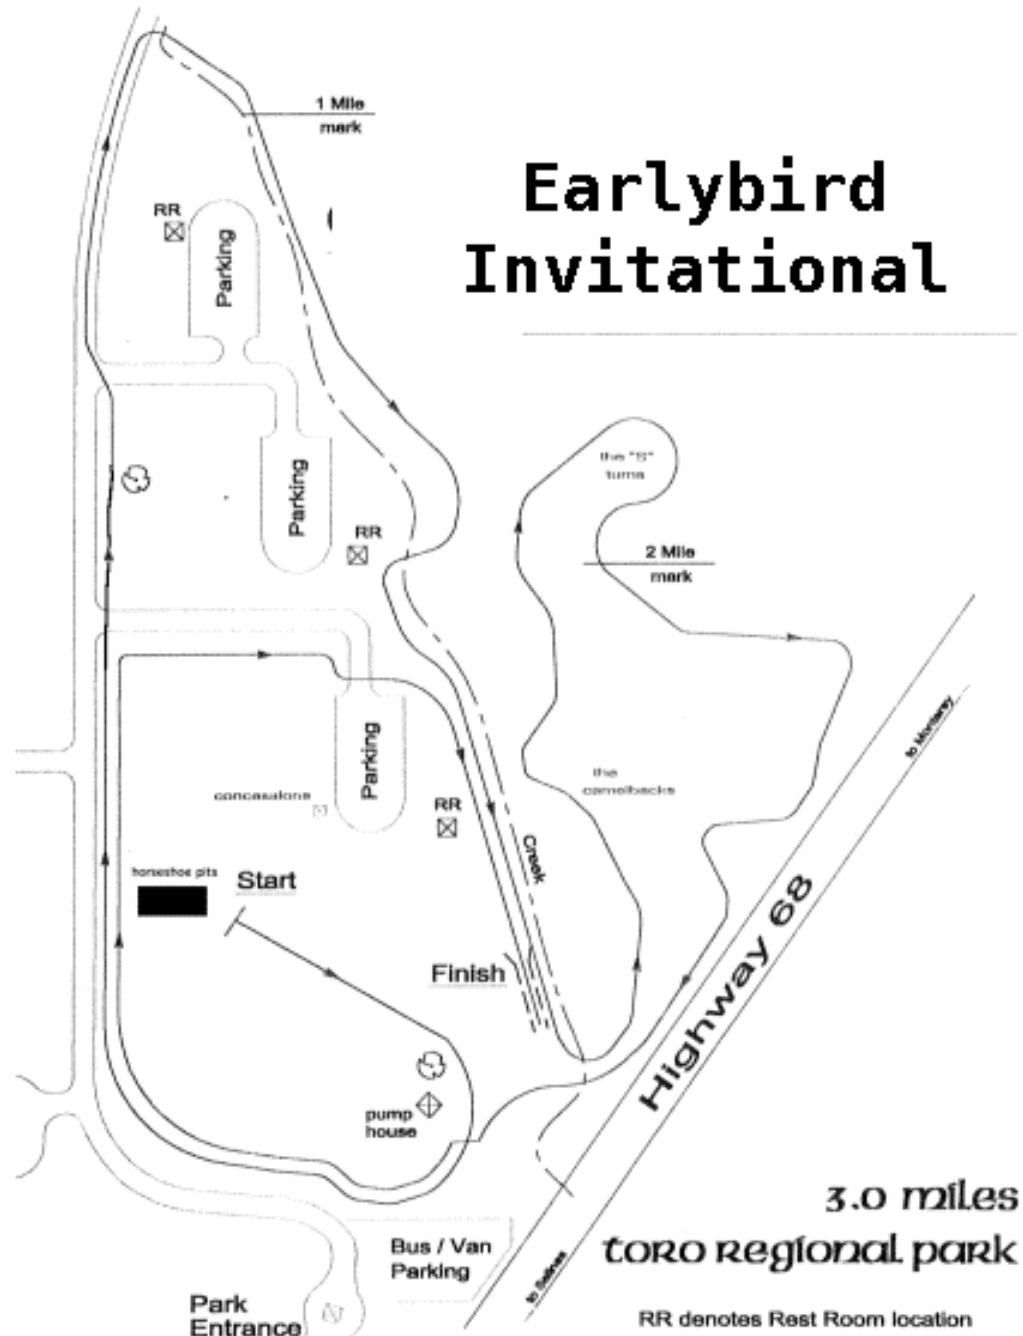 1 Mile
mark
Earlybird
Invitational
RR
Parking
the "S"
turns
Parking
RR
2 Mile
mark
to Monterey
Parking
the
camelbacks
concessions
RR
Creek
horseshoe pits
Start
Highway 68
Finish
pump
house
3.0 miles
toro regional park
Bus / Van
Parking
to Salinas
Park
Entrance
RR denotes Rest Room location